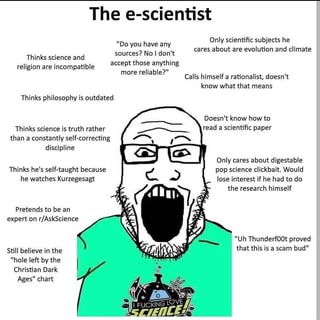 The e-scientist
"Do you have any
sources? No I don't
accept those anything
more reliable?"
Only scientific subjects he
cares about are evolution and climate
Thinks science and
religion are incompatible
Calls himself a rationalist, doesn't
know what that means
Thinks philosophy is outdated
Doesn't know how to
read a scientific paper
Thinks science is truth rather
than a constantly self-correcting
discipline
Only cares about digestable
pop science clickbait. Would
lose interest if he had to do
the research himself
Thinks he's self-taught because
he watches Kurzegesagt
Pretends to be an
expert on r/AskScience
"Uh Thunderf00t proved
that this is a scam bud"
Still believe in the
"hole left by the
Christian Dark
Ages" chart
I FUCKING LOVE
SCIENCE!